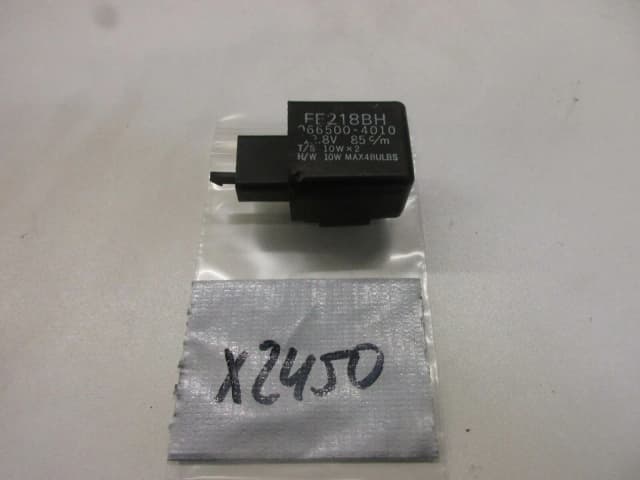 FE218BH
066500-4010
12.8V 85c/m
T/S 10W×2
H/W 10W MAX4BULBS
X2450